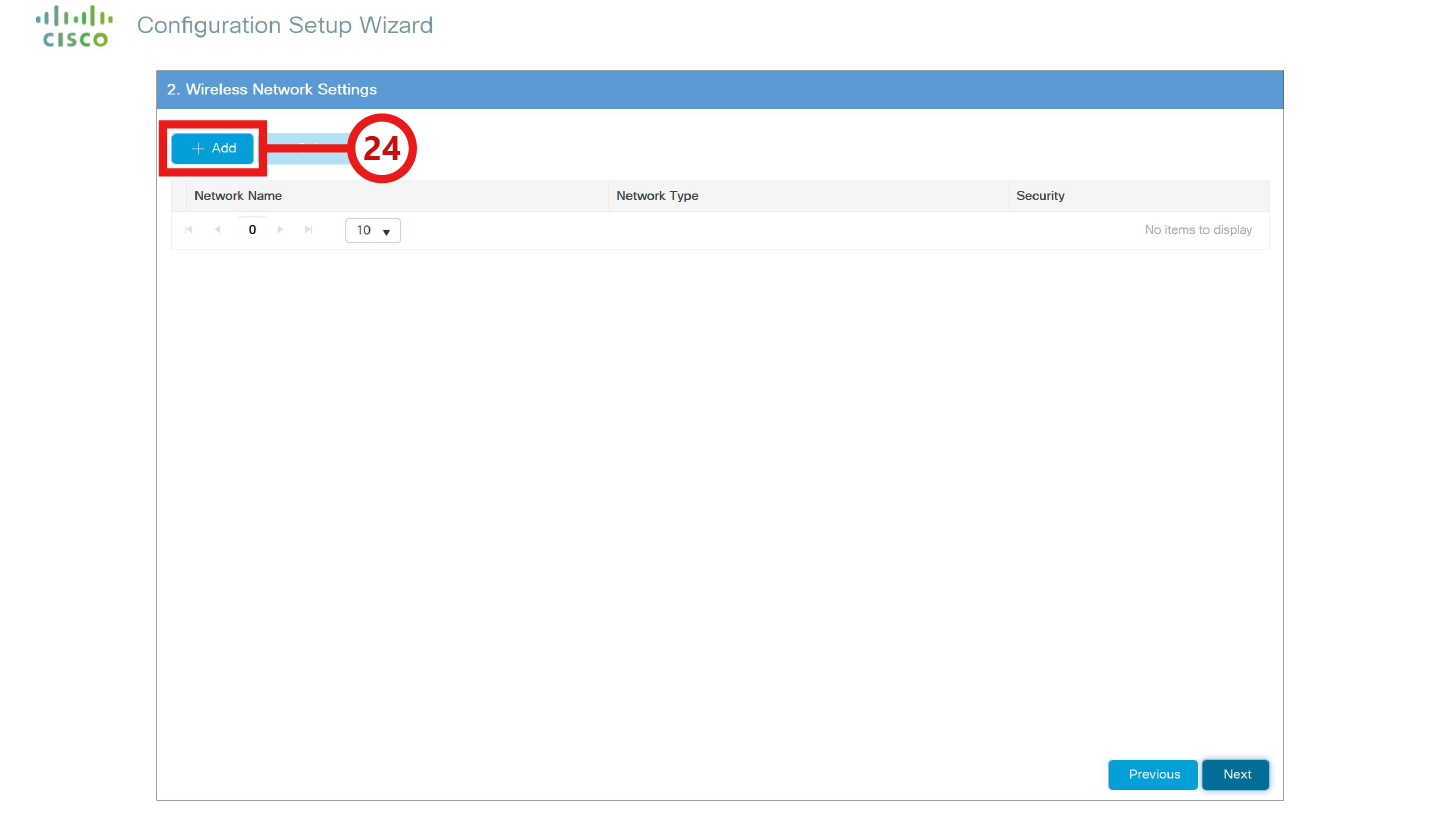 CISCO
Configuration Setup Wizard
2. Wireless Network Settings
+ Add
24
Network Name Network Type Security
0 10 No items to display
Previous Next